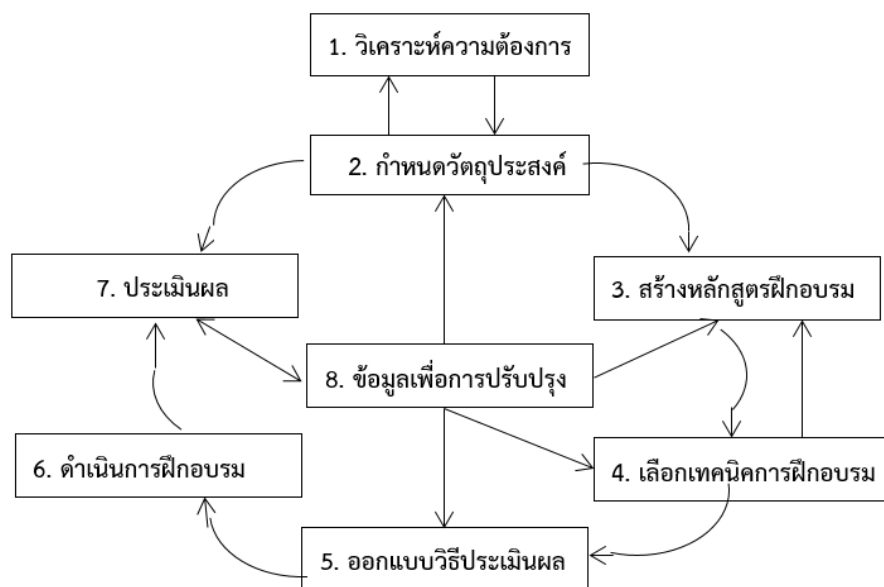 1. วิเคราะห์ความต้องการ
2. กำหนดวัตถุประสงค์
7. ประเมินผล
3. สร้างหลักสูตรฝึกอบรม
8. ข้อมูลเพื่อการปรับปรุง
6. ดำเนินการฝึกอบรม
4. เลือกเทคนิคการฝึกอบรม
5. ออกแบบวิธีประเมินผล